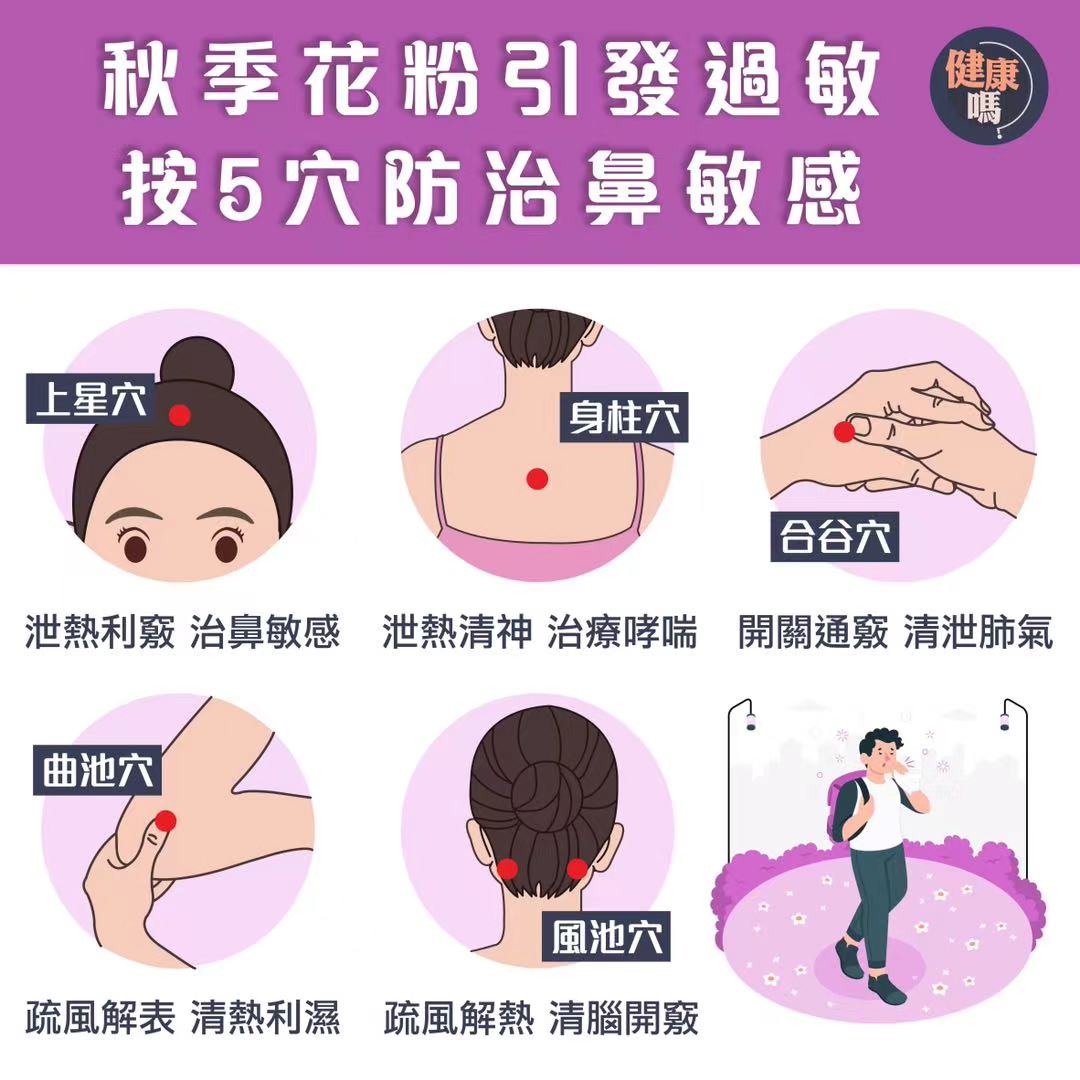 秋季花粉引發過敏
健康嗎
按5穴防治鼻敏感
上星穴
身柱穴
合谷穴
泄熱利竅 治鼻敏感
泄熱清神 治療哮喘
開關通竅 清泄肺氣
曲池穴
風池穴
疏風解表 清熱利濕
疏風解熱 清腦開竅